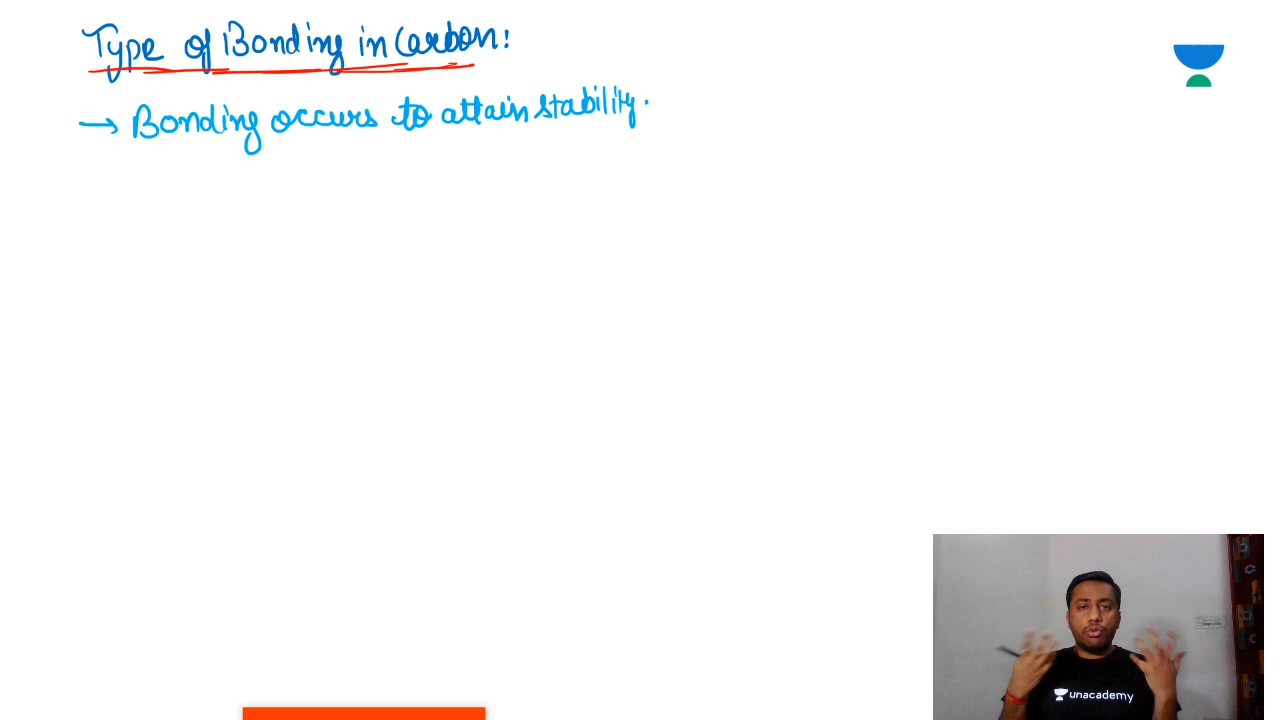 Type of Bonding in Carbon:
→ Bonding occurs to attain stability.
unacademy